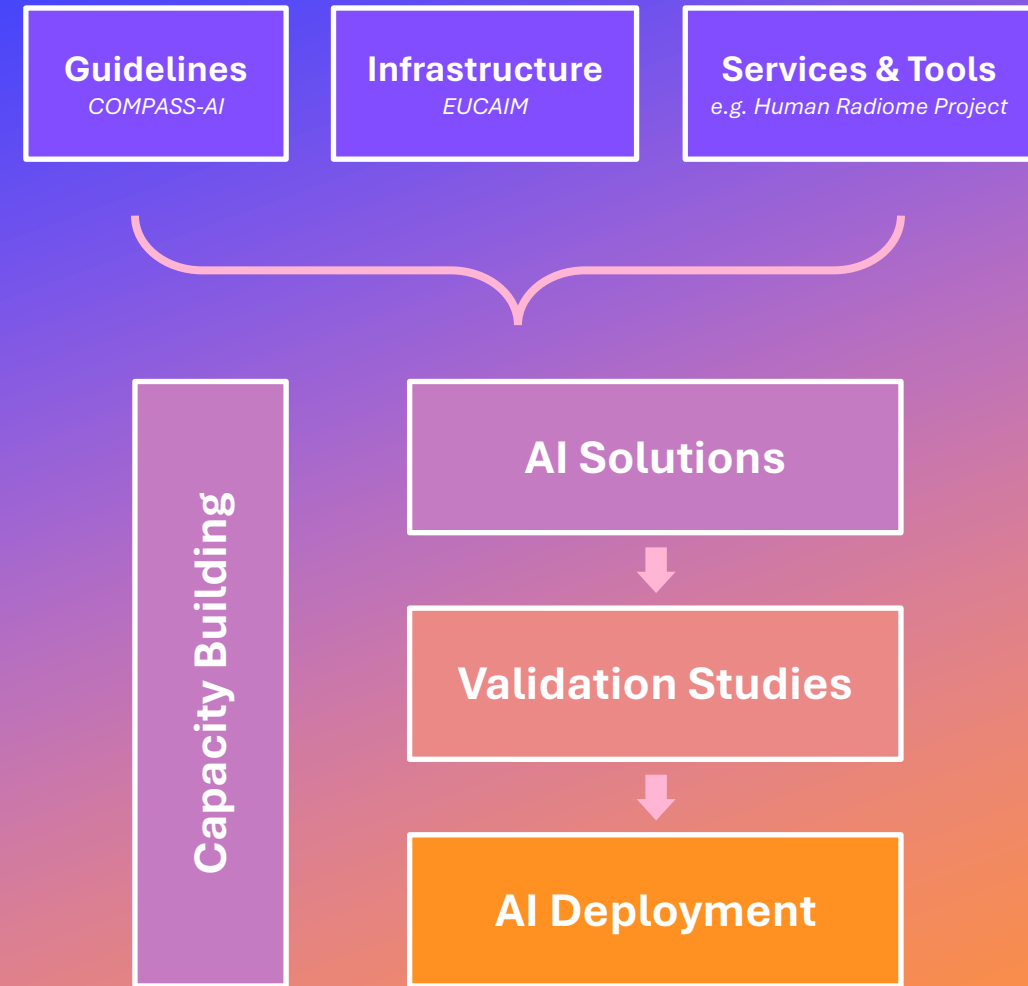 Guidelines
COMPASS-AI
Infrastructure
EUCAIM
Services & Tools
e.g. Human Radiome Project
Capacity Building
AI Solutions
Validation Studies
AI Deployment